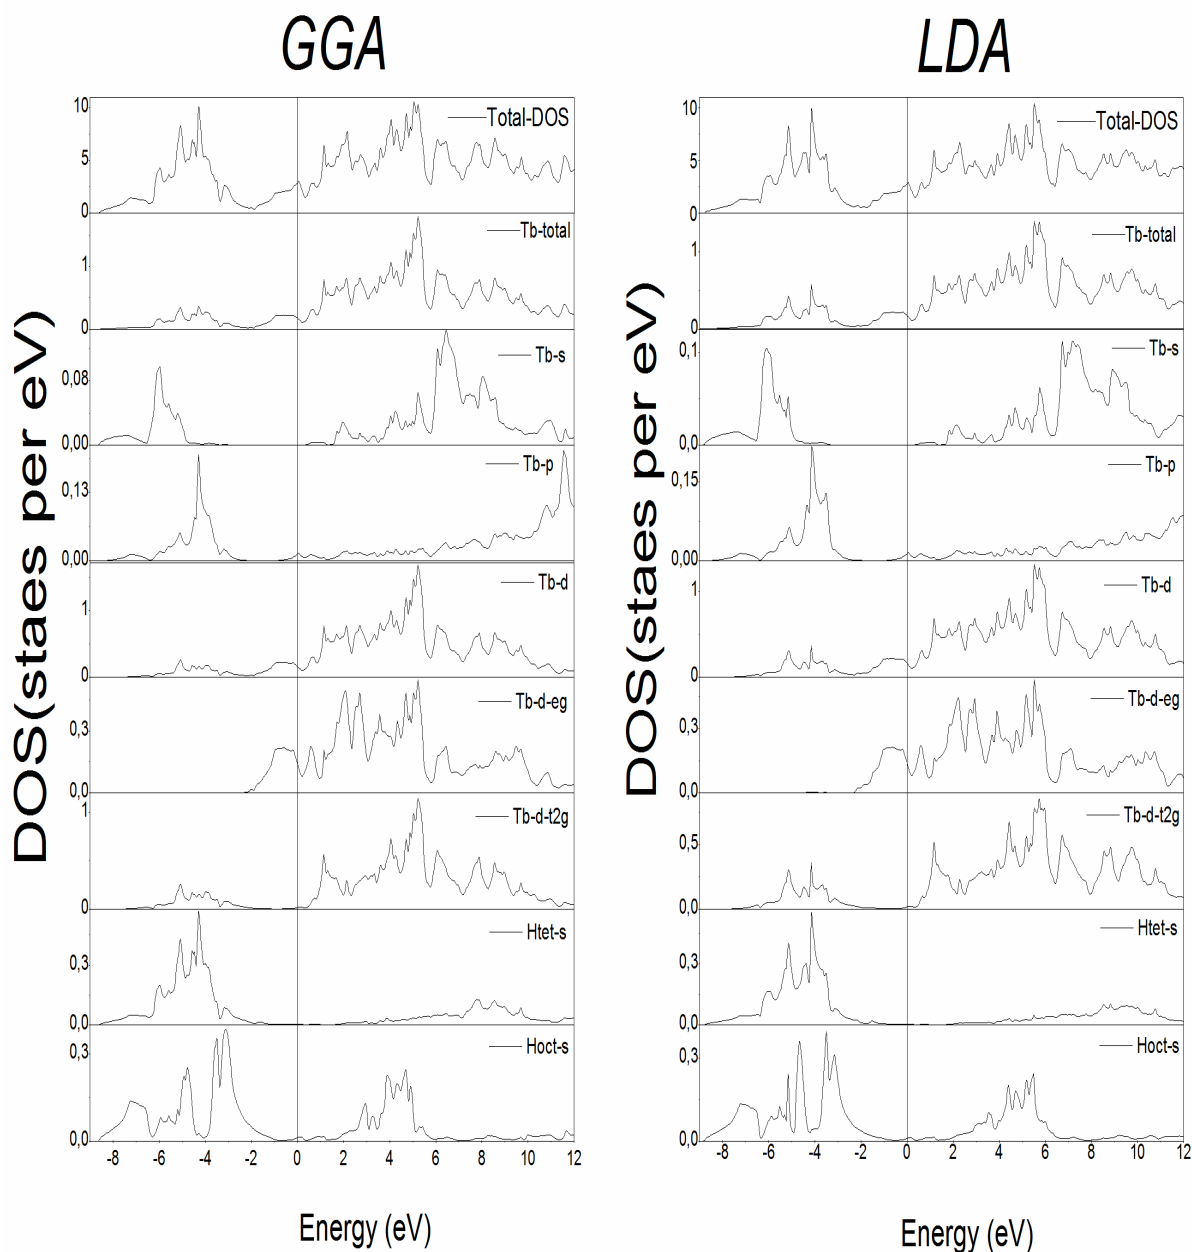 GGA
LDA
DOS(staes per eV)
10
5
0
Total-DOS
1
0
Tb-total
0,08
0,00
Tb-s
0,13
0,00
Tb-p
1
0
Tb-d
0,3
0,0
Tb-d-eg
1
0,0
Tb-d-t2g
0,3
0,0
Htet-s
0,3
0,0
Hoct-s
-8 -6 -4 -2 0 2 4 6 8 10 12
Energy (eV)
DOS(staes per eV)
10
5
0
Total-DOS
1
0
Tb-total
0,1
0,0
Tb-s
0,15
0,00
Tb-p
1
0
Tb-d
0,3
0,0
Tb-d-eg
0,5
0,0
Tb-d-t2g
0,3
0,0
Htet-s
0,3
0,0
Hoct-s
-8 -6 -4 -2 0 2 4 6 8 10 12
Energy (eV)